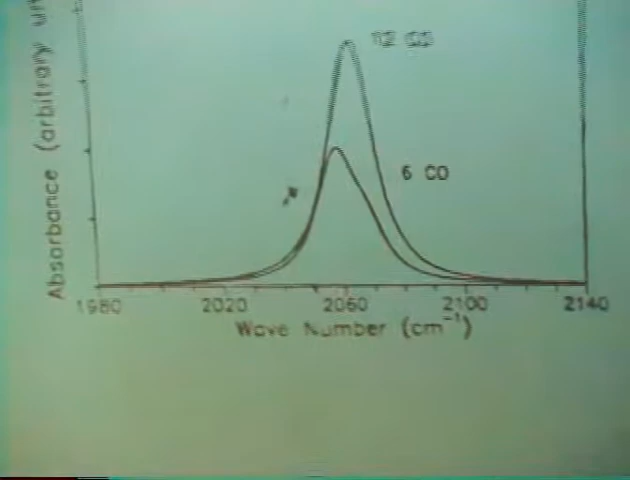 Absorbance (arbitrary
12 CO
6 CO
1980 2020 2060 2100 2140
Wave Number (cm⁻¹)